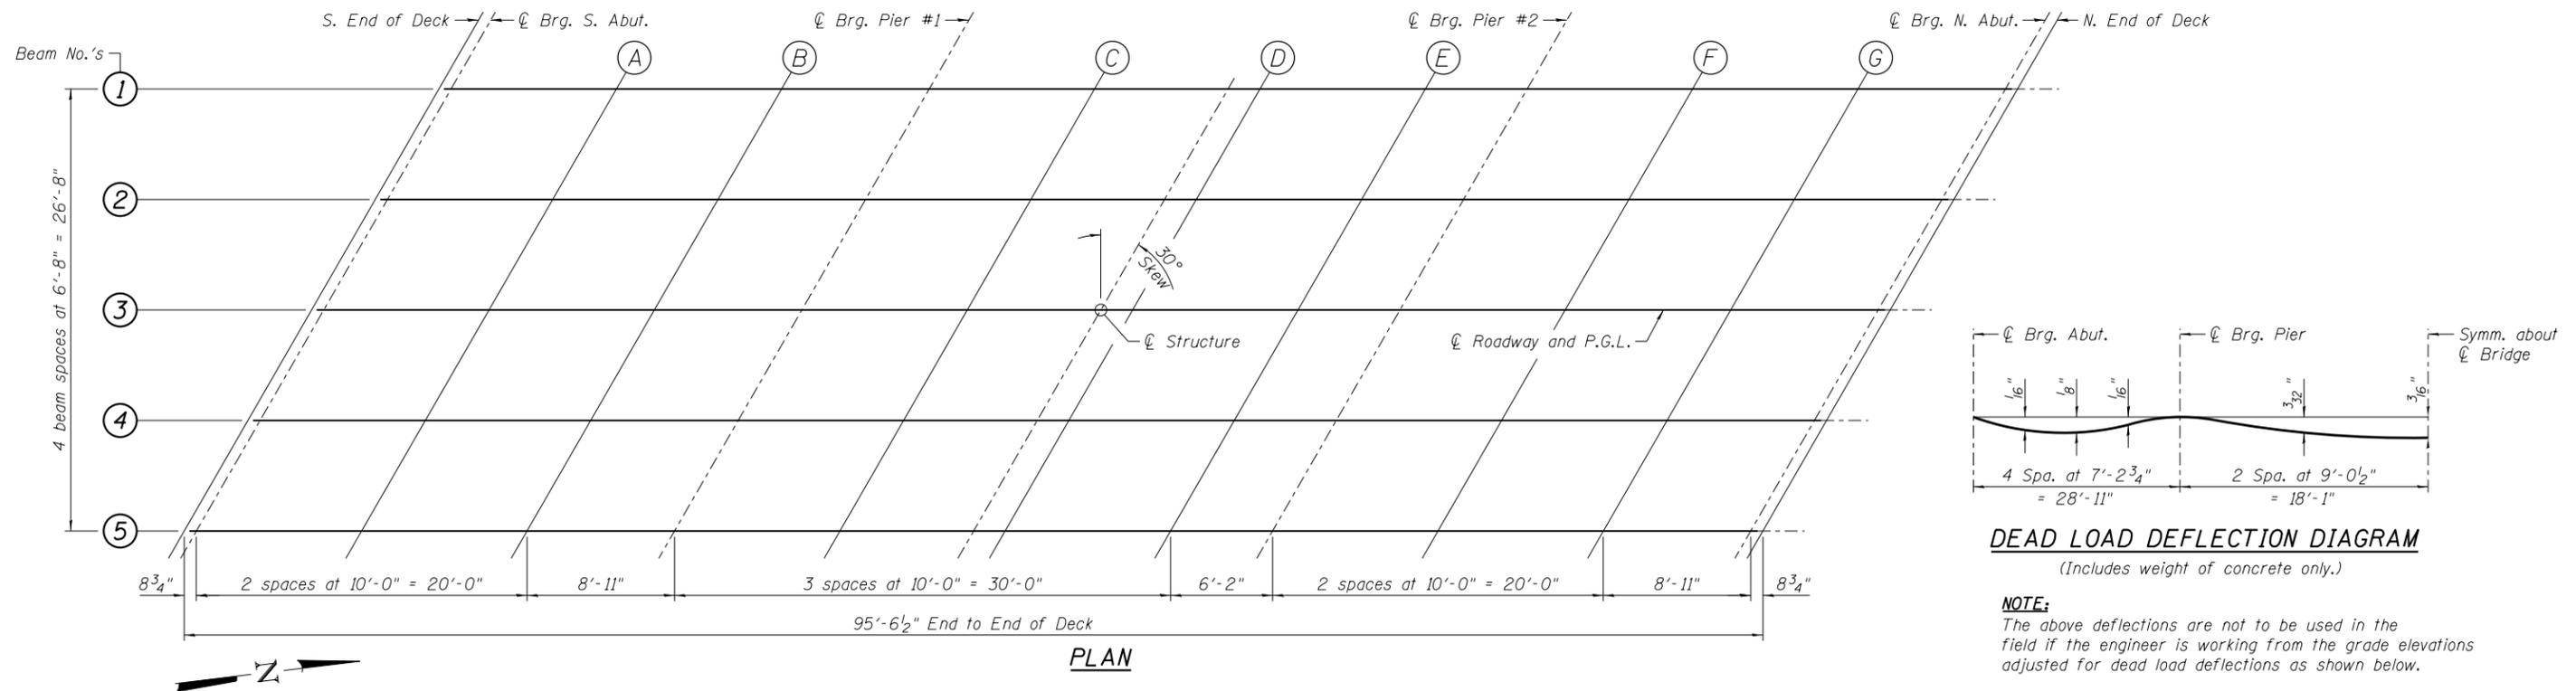 S. End of Deck
℄ Brg. S. Abut.
℄ Brg. Pier #1
℄ Brg. Pier #2
℄ Brg. N. Abut.
N. End of Deck
Beam No.'s
A
B
C
D
E
F
G
1
2
3
4
5
4 beam spaces at 6'-8" = 26'-8"
30°
Skew
℄ Structure
℄ Roadway and P.G.L.
8¾"
2 spaces at 10'-0" = 20'-0"
8'-11"
3 spaces at 10'-0" = 30'-0"
6'-2"
2 spaces at 10'-0" = 20'-0"
8'-11"
8¾"
95'-6½" End to End of Deck
PLAN
Z
℄ Brg. Abut.
℄ Brg. Pier
Symm. about
℄ Bridge
1/16"
1/8"
1/16"
3/32"
3/16"
4 Spa. at 7'-2¾"
= 28'-11"
2 Spa. at 9'-0½"
= 18'-1"
DEAD LOAD DEFLECTION DIAGRAM
(Includes weight of concrete only.)
NOTE:
The above deflections are not to be used in the
field if the engineer is working from the grade elevations
adjusted for dead load deflections as shown below.